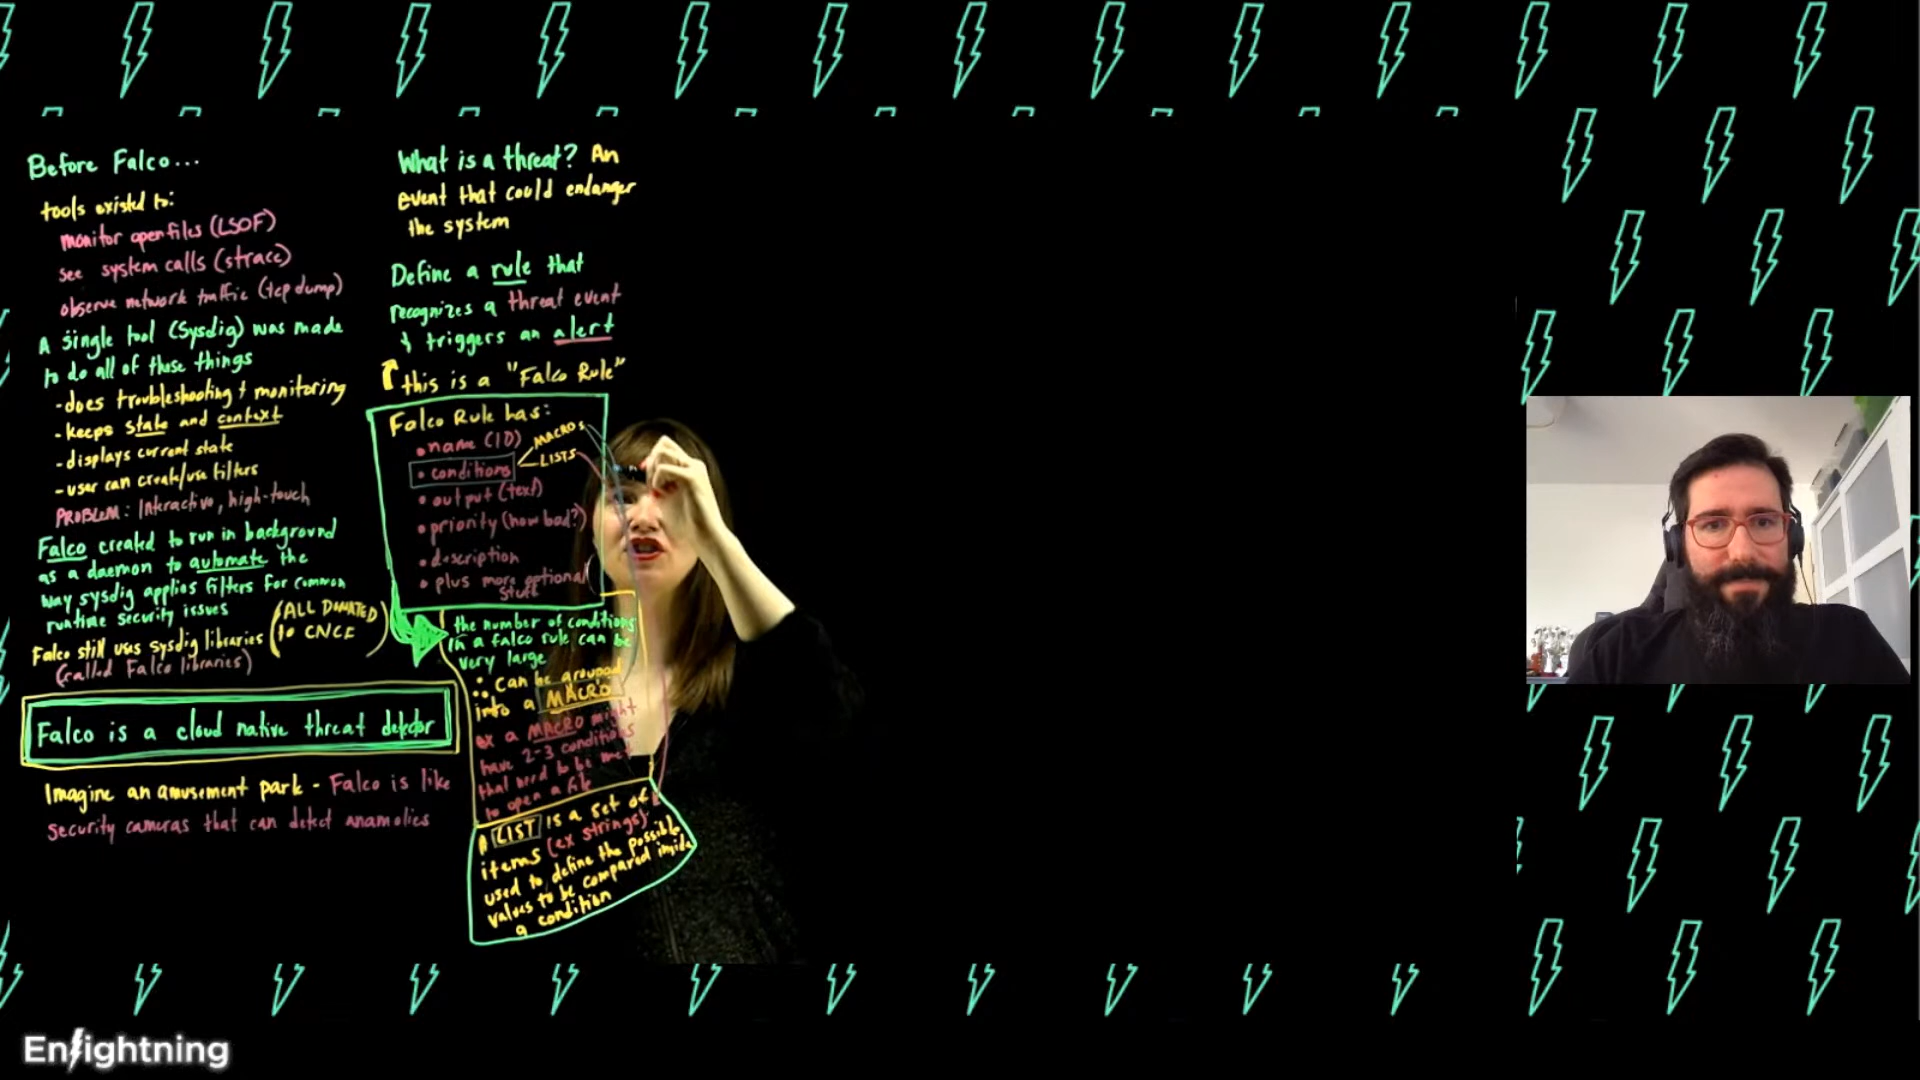 Before Falco...
tools existed to:
monitor open files (LSOF)
see system calls (strace)
observe network traffic (tcp dump)
A single tool (Sysdig) was made
to do all of these things
- does troubleshooting + monitoring
- keeps state and context
- displays current state
- user can create/use filters
PROBLEM: Interactive, high-touch
Falco created to run in background
as a daemon to automate the
way sysdig applies filters for common
runtime security issues
(ALL DONATED
to CNCF)
Falco still uses sysdig libraries
(called Falco libraries)
Falco is a cloud native threat detector
Imagine an amusement park - Falco is like
security cameras that can detect anamolies
What is a threat? An
event that could endanger
the system
Define a rule that
recognizes a threat event
& triggers an alert
this is a "Falco Rule"
Falco Rule has:
• name (ID)
MACROS
• conditions
LISTS
• output (text)
• priority (how bad?)
• description
• plus more optional
stuff
the number of conditions
in a falco rule can be
very large
∴ Can be grouped
into a MACRO
ex a MACRO might
have 2-3 conditions
that need to be met
to open a file
A LIST is a set of
items (ex strings)
used to define the possible
values to be compared inside
a condition
Enlightning